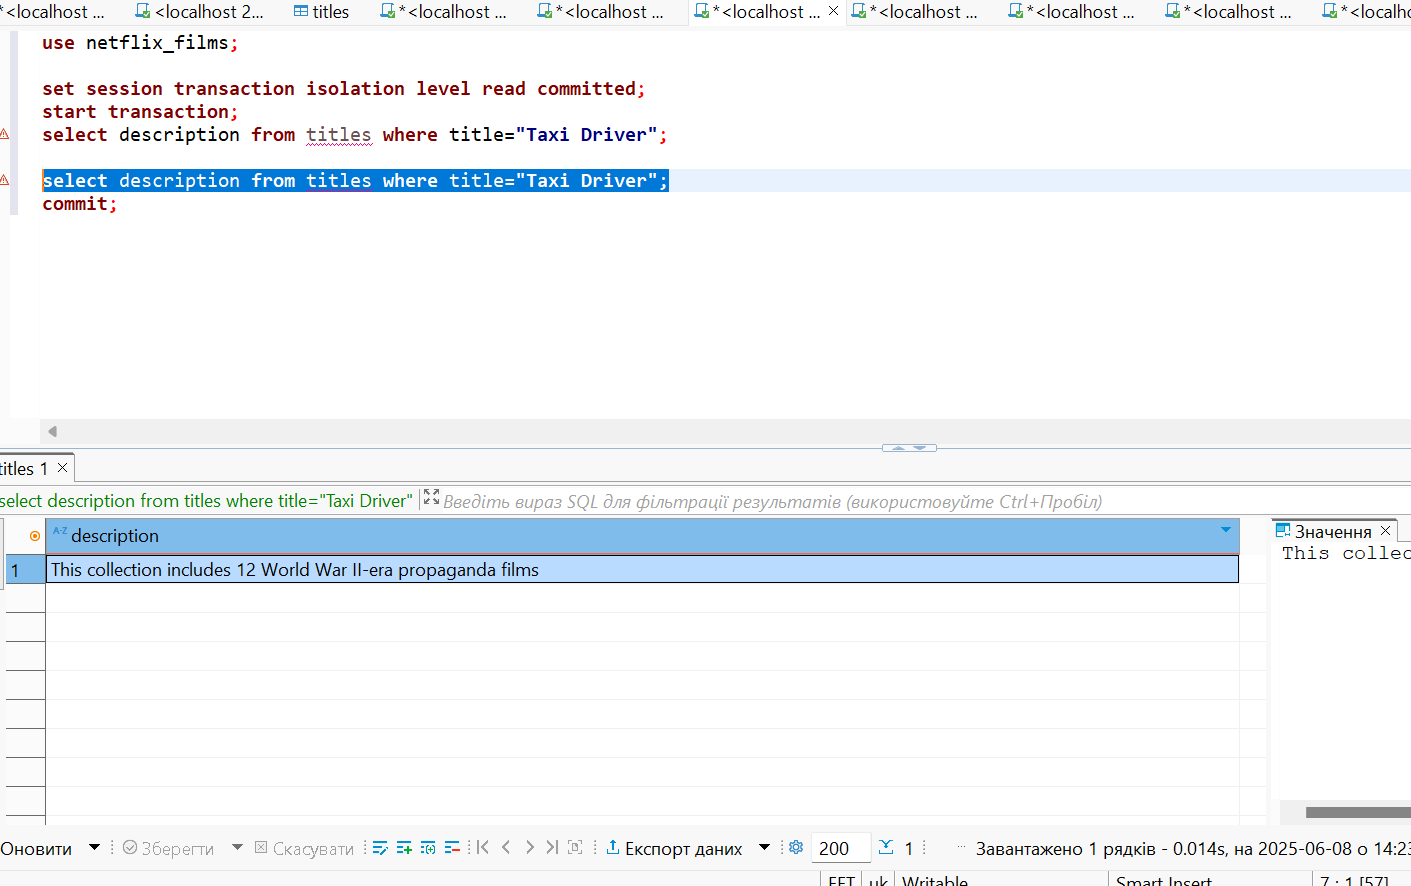 *<localhost ... <localhost 2... titles *<localhost ... *<localhost ... *<localhost ... *<localhost ... *<localhost ... *<localhost ... *<localh
use netflix_films;
set session transaction isolation level read committed;
start transaction;
select description from titles where title="Taxi Driver";
select description from titles where title="Taxi Driver";
commit;
titles 1
select description from titles where title="Taxi Driver" Введіть вираз SQL для фільтрації результатів (використовуйте Ctrl+Пробіл)
A-Z description
Значення
1 This collection includes 12 World War II-era propaganda films
This collec
Оновити Зберегти Скасувати Експорт даних 200 1 Завантажено 1 рядків - 0.014s, на 2025-06-08 о 14:23
EET uk Writable Smart Insert 7 : 1 [57]